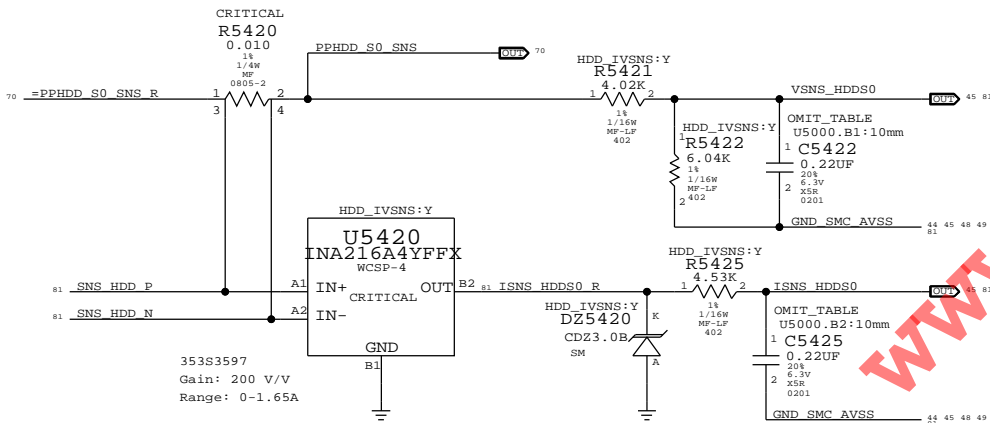 CRITICAL
R5420
0.010
1%
1/4W
MF
0805-2
PPHDD_S0_SNS
OUT
70
70
=PPHDD_S0_SNS_R
1
2
3
4
HDD_IVSNS:Y
R5421
4.02K
1
2
1%
1/16W
MF-LF
402
VSNS_HDDS0
OUT
45 81
HDD_IVSNS:Y
1
R5422
6.04K
1%
1/16W
MF-LF
402
2
OMIT_TABLE
U5000.B1:10mm
1
C5422
0.22UF
20%
6.3V
X5R
0201
2
GND_SMC_AVSS
44 45 48 49
81
HDD_IVSNS:Y
U5420
INA216A4YFFX
WCSP-4
CRITICAL
A1
IN+
A2
IN-
OUT
B2
GND
B1
81
SNS_HDD_P
81
SNS_HDD_N
353S3597
Gain: 200 V/V
Range: 0-1.65A
81
ISNS_HDDS0_R
HDD_IVSNS:Y
DZ5420
CDZ3.0B
SM
K
A
HDD_IVSNS:Y
R5425
4.53K
1
2
1%
1/16W
MF-LF
402
ISNS_HDDS0
OUT
45 81
OMIT_TABLE
U5000.B2:10mm
1
C5425
0.22UF
20%
6.3V
X5R
0201
2
GND_SMC_AVSS
44 45 48 49
81
WWW